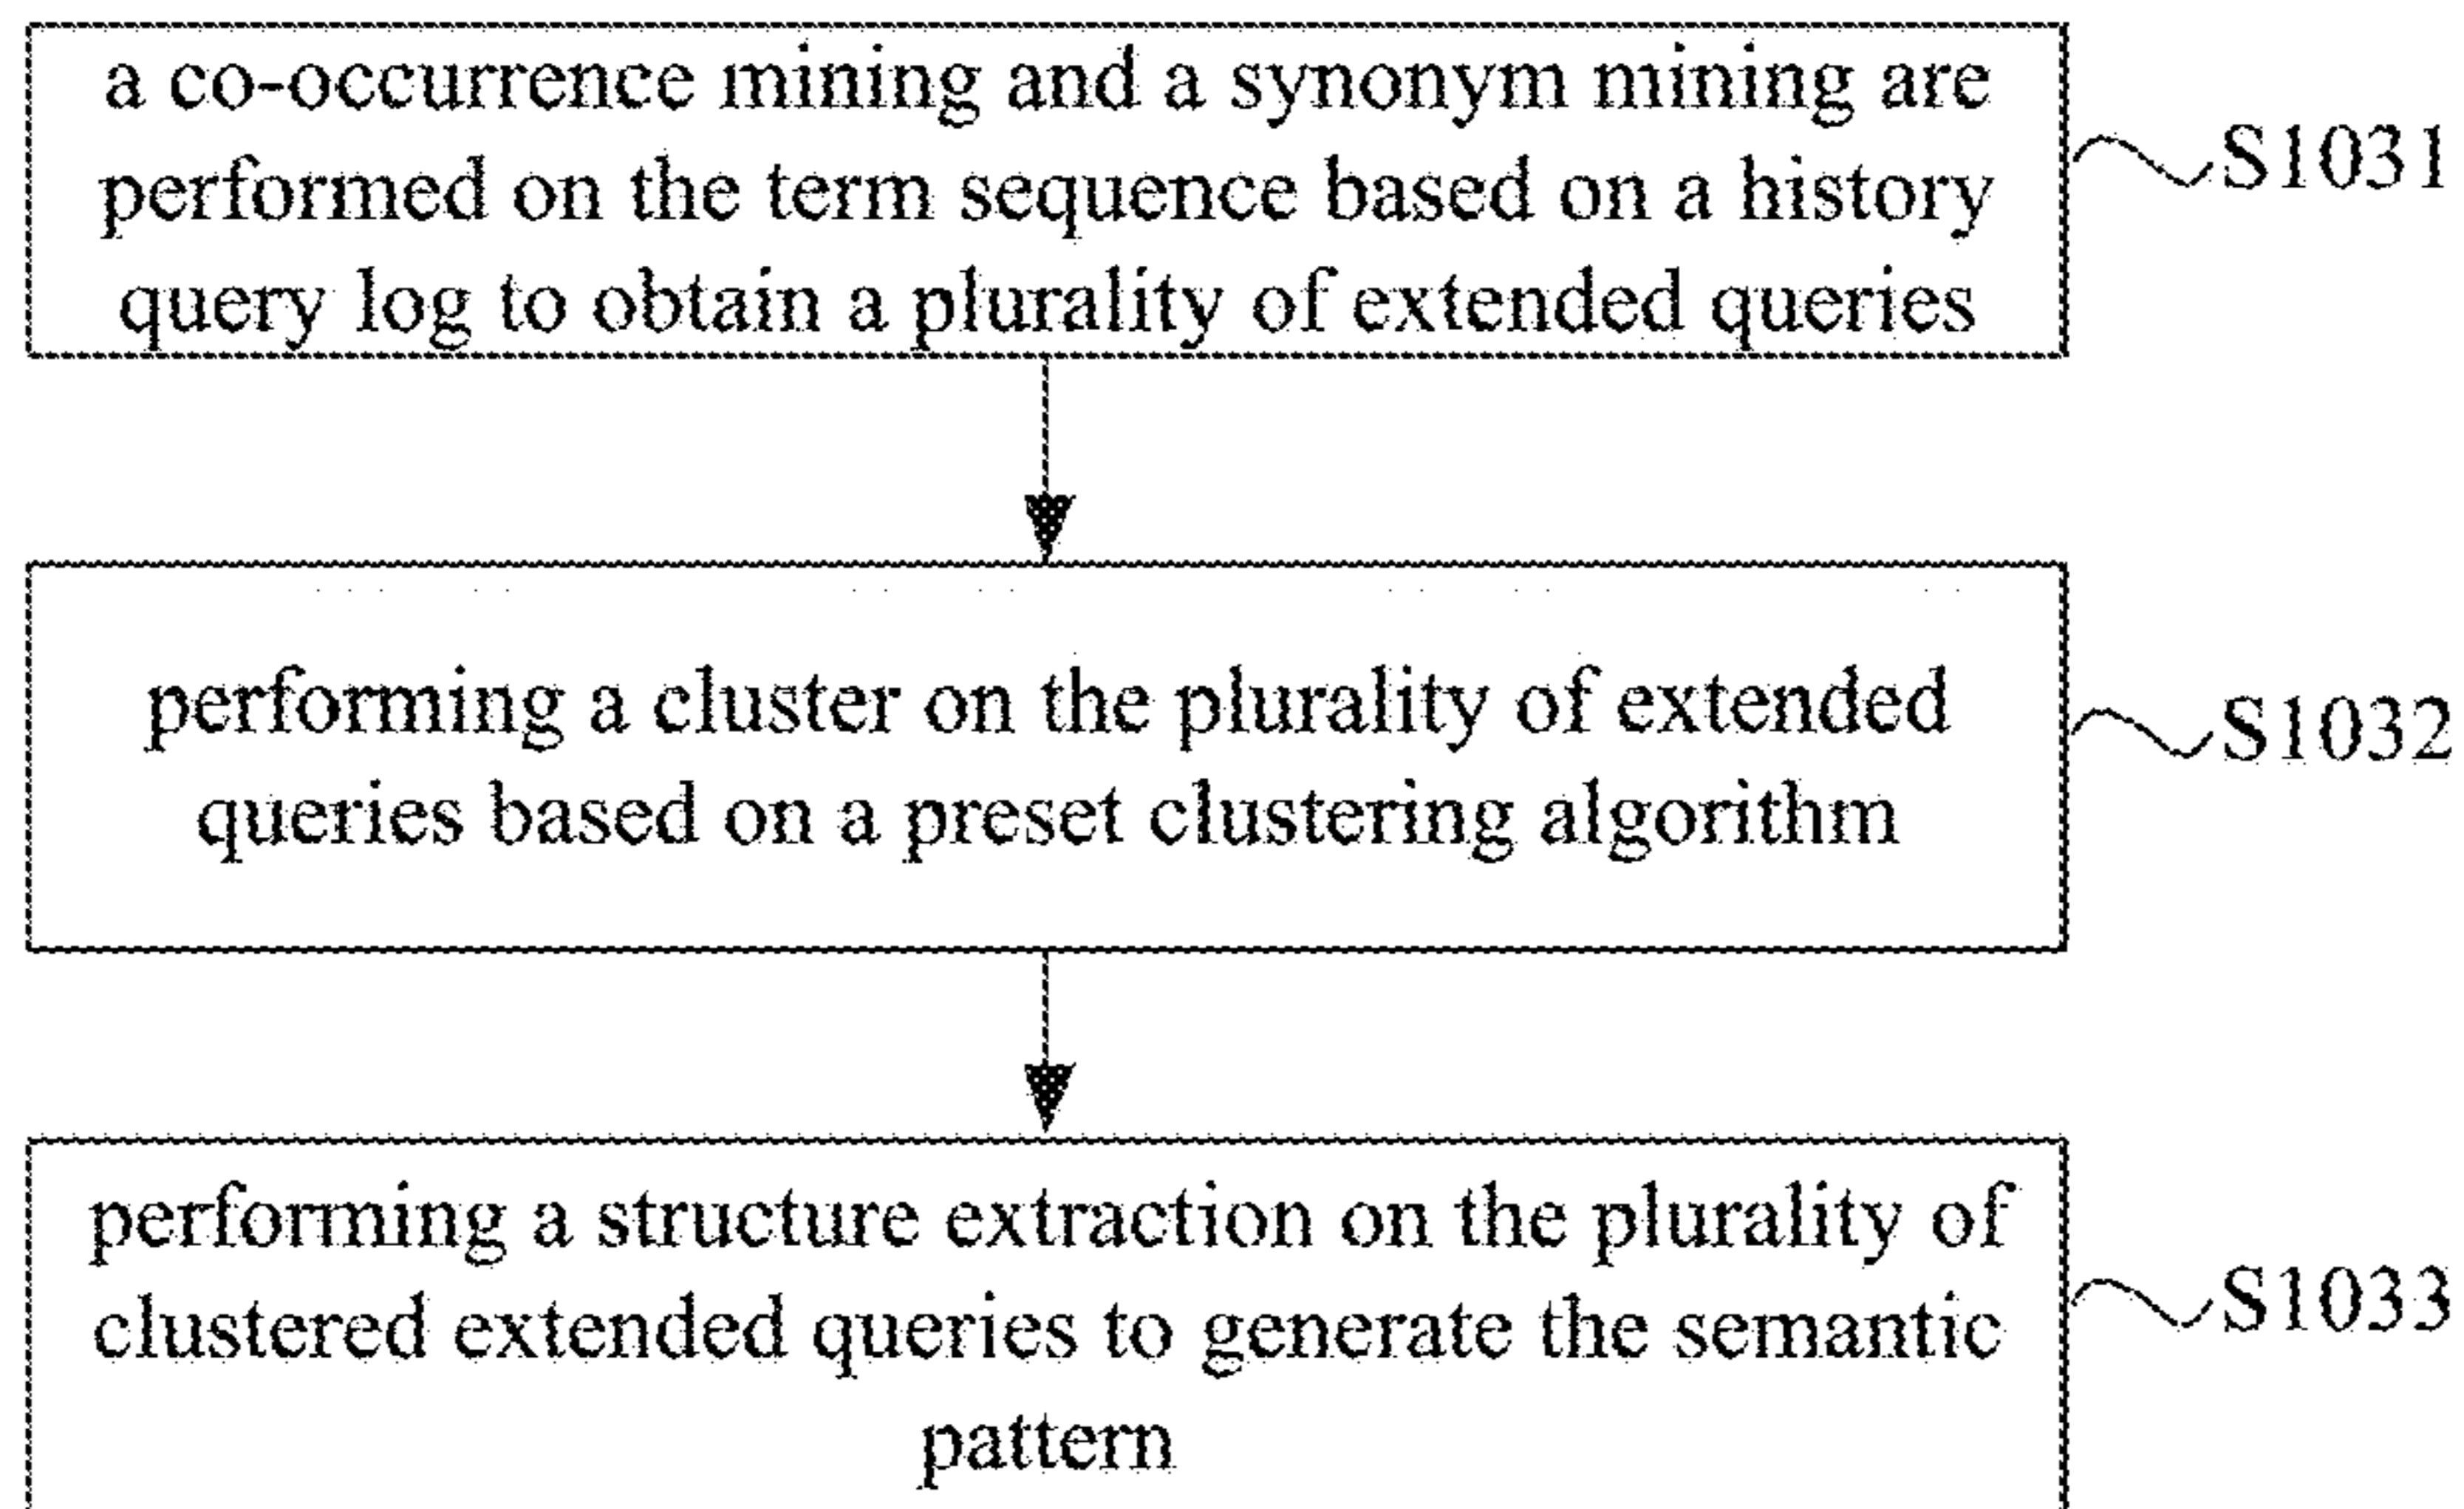 a co-occurrence mining and a synonym mining are
performed on the term sequence based on a history
query log to obtain a plurality of extended queries
S1031
performing a cluster on the plurality of extended
queries based on a preset clustering algorithm
S1032
performing a structure extraction on the plurality of
clustered extended queries to generate the semantic
pattern
S1033